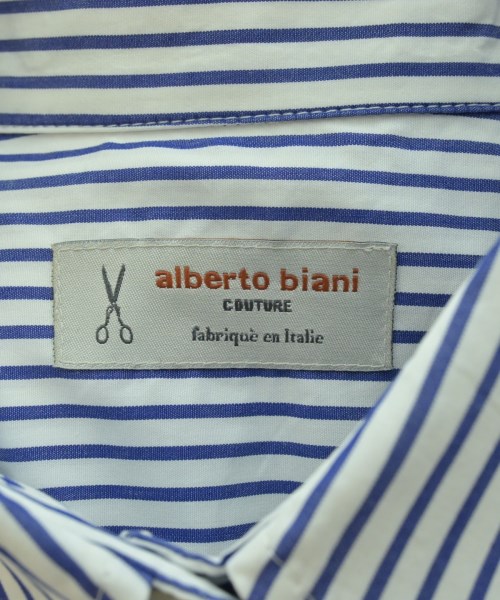 alberto biani
COUTURE
fabriquè en Italie